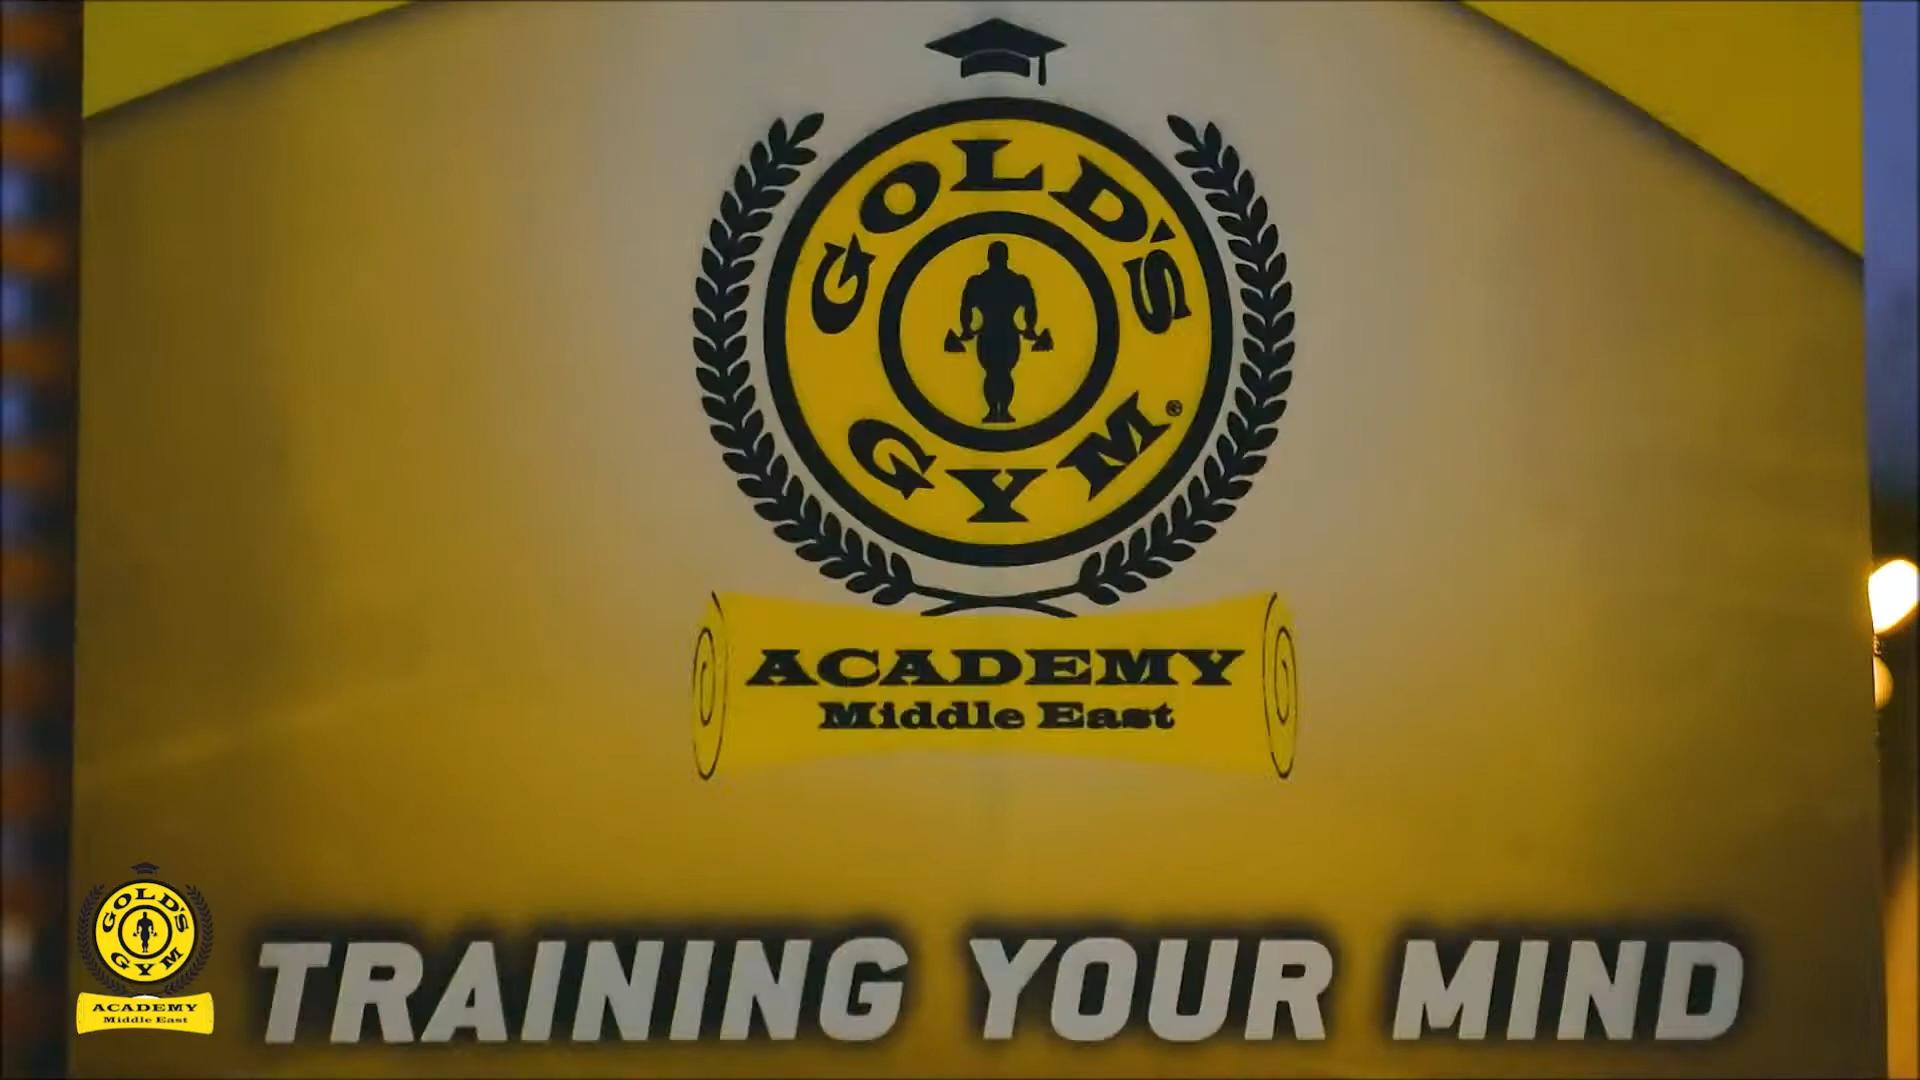 GOLD'S
GYM®
ACADEMY
Middle East
TRAINING YOUR MIND
GOLD'S
GYM
ACADEMY
Middle East